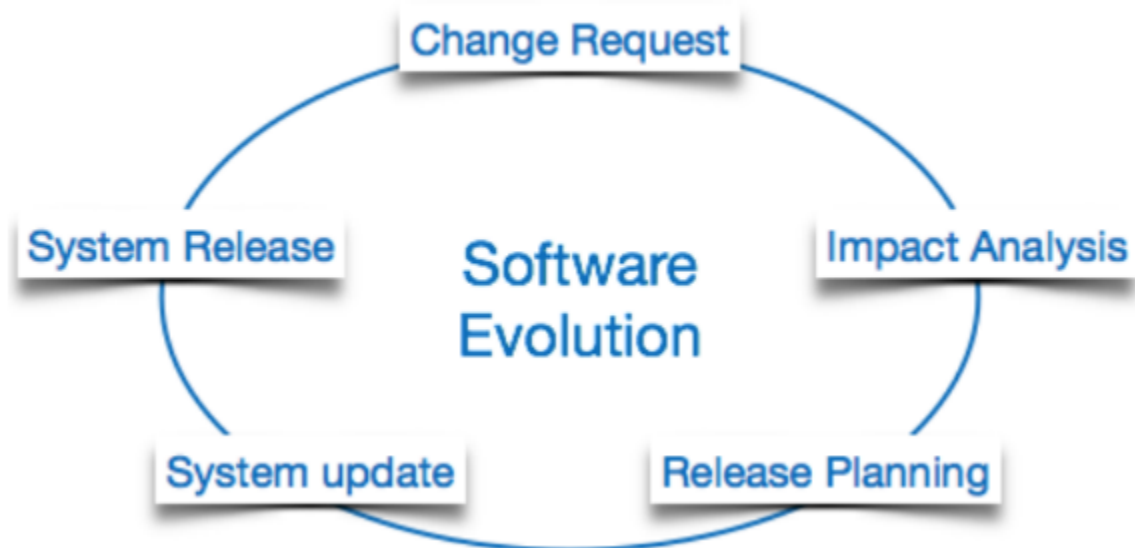 Change Request
System Release
Software
Evolution
Impact Analysis
System update
Release Planning